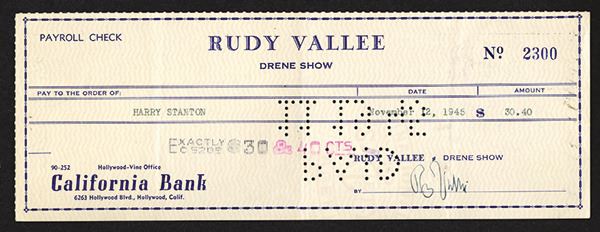 PAYROLL CHECK
RUDY VALLEE
DRENE SHOW
Nº 2300
PAY TO THE ORDER OF: DATE AMOUNT
HARRY STANTON November 12, 1945 $ 30.40
EXACTLY $30 40 CTS
RUDY VALLEE, DRENE SHOW
90-252 Hollywood-Vine Office
California Bank
6263 Hollywood Blvd., Hollywood, Calif.
BY